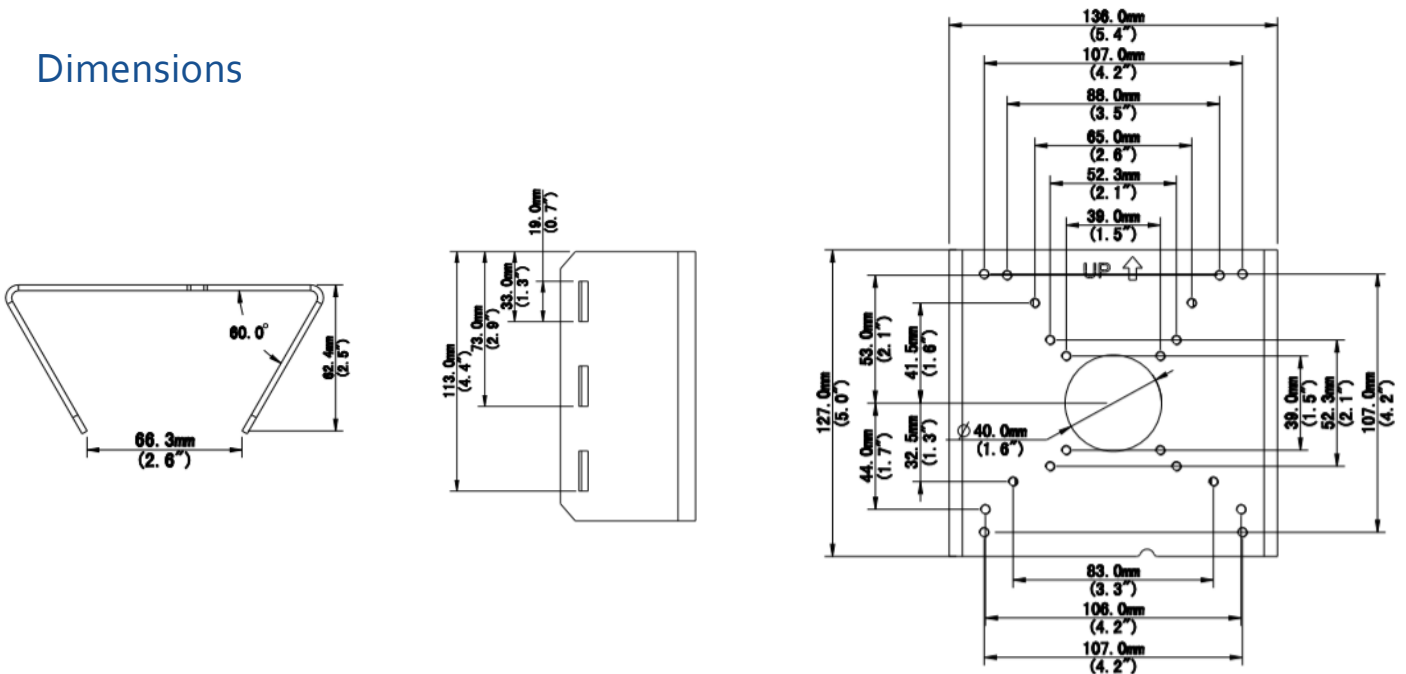 Dimensions
60.0°
62.4mm
(2.5")
66.3mm
(2.6")
19.0mm
(0.7")
33.0mm
(1.3")
73.0mm
(2.9")
113.0mm
(4.4")
136.0mm
(5.4")
107.0mm
(4.2")
88.0mm
(3.5")
65.0mm
(2.6")
52.3mm
(2.1")
39.0mm
(1.5")
UP
53.0mm
(2.1")
41.5mm
(1.6")
127.0mm
(5.0")
44.0mm
(1.7")
32.5mm
(1.3")
Ø 40.0mm
(1.6")
39.0mm
(1.5")
52.3mm
(2.1")
107.0mm
(4.2")
83.0mm
(3.3")
106.0mm
(4.2")
107.0mm
(4.2")